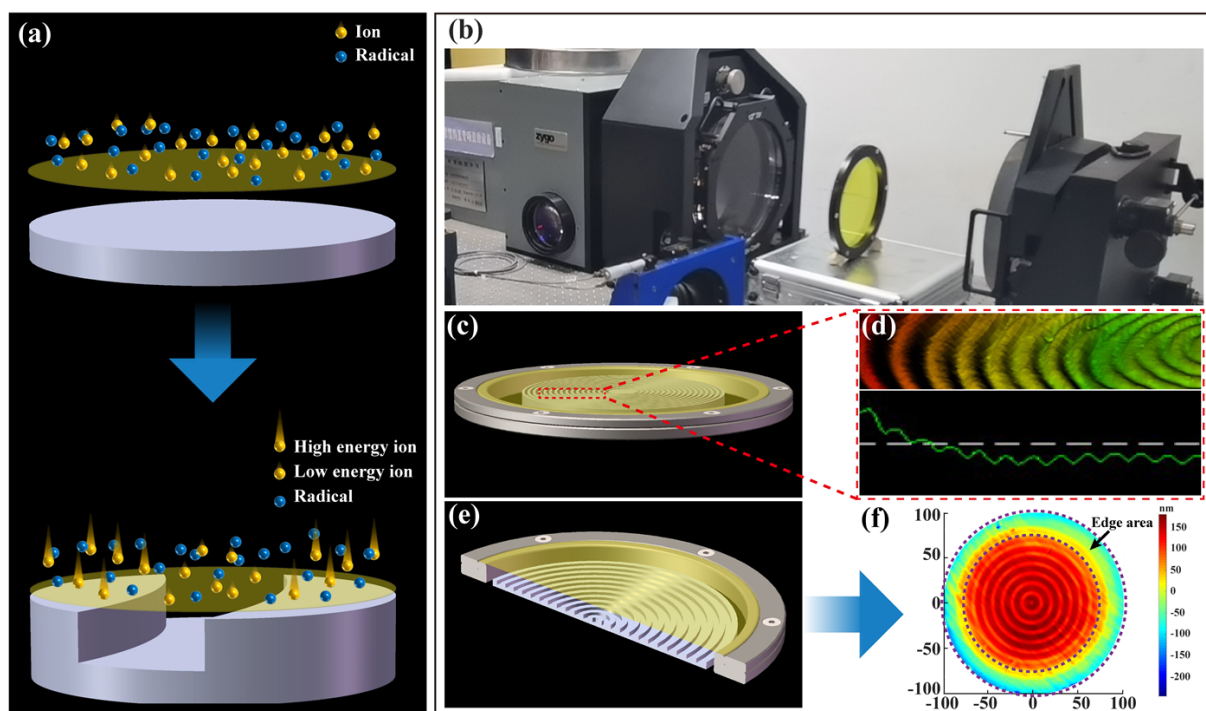 (a)
Ion
Radical
High energy ion
Low energy ion
Radical
(b)
zygo
(c)
(d)
(e)
(f)
nm
Edge area
100
50
0
-50
-100
-100
-50
0
50
100
150
100
50
0
-50
-100
-150
-200